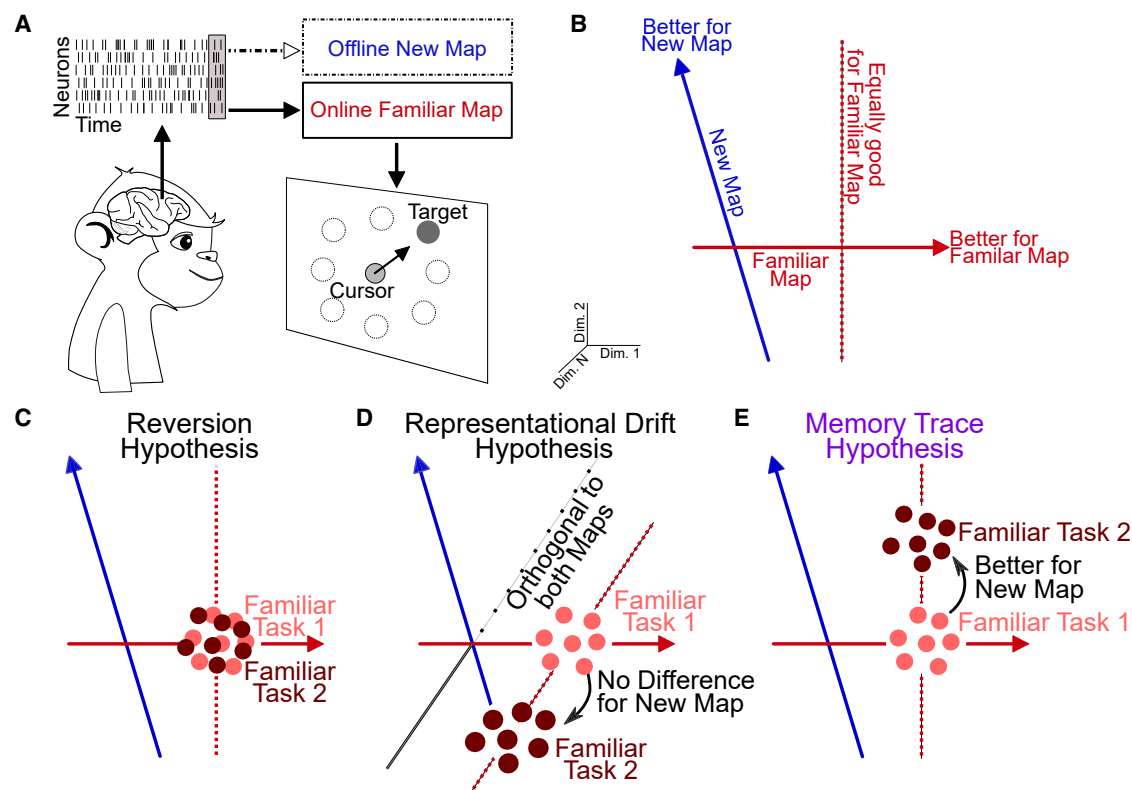 A
Neurons
Time
Offline New Map
Online Familiar Map
Target
Cursor
B
Better for
New Map
New Map
Equally good
for Familiar Map
Familiar
Map
Better for
Familar Map
Dim. 2
Dim. 1
Dim. N
C
Reversion
Hypothesis
Familiar
Task 1
Familiar
Task 2
D
Representational Drift
Hypothesis
Orthogonal to
both Maps
Familiar
Task 1
No Difference
for New Map
Familiar
Task 2
E
Memory Trace
Hypothesis
Familiar Task 2
Better for
New Map
Familiar Task 1